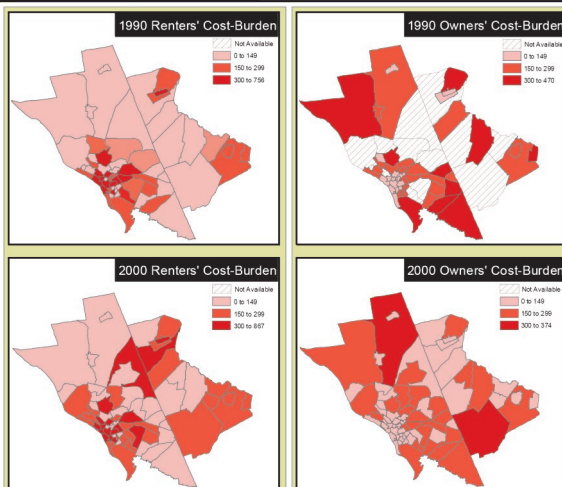 1990 Renters' Cost-Burden
Not Available
0 to 149
150 to 299
300 to 756
1990 Owners' Cost-Burden
Not Available
0 to 149
150 to 299
300 to 470
2000 Renters' Cost-Burden
Not Available
0 to 149
150 to 299
300 to 867
2000 Owners' Cost-Burden
Not Available
0 to 149
150 to 299
300 to 374